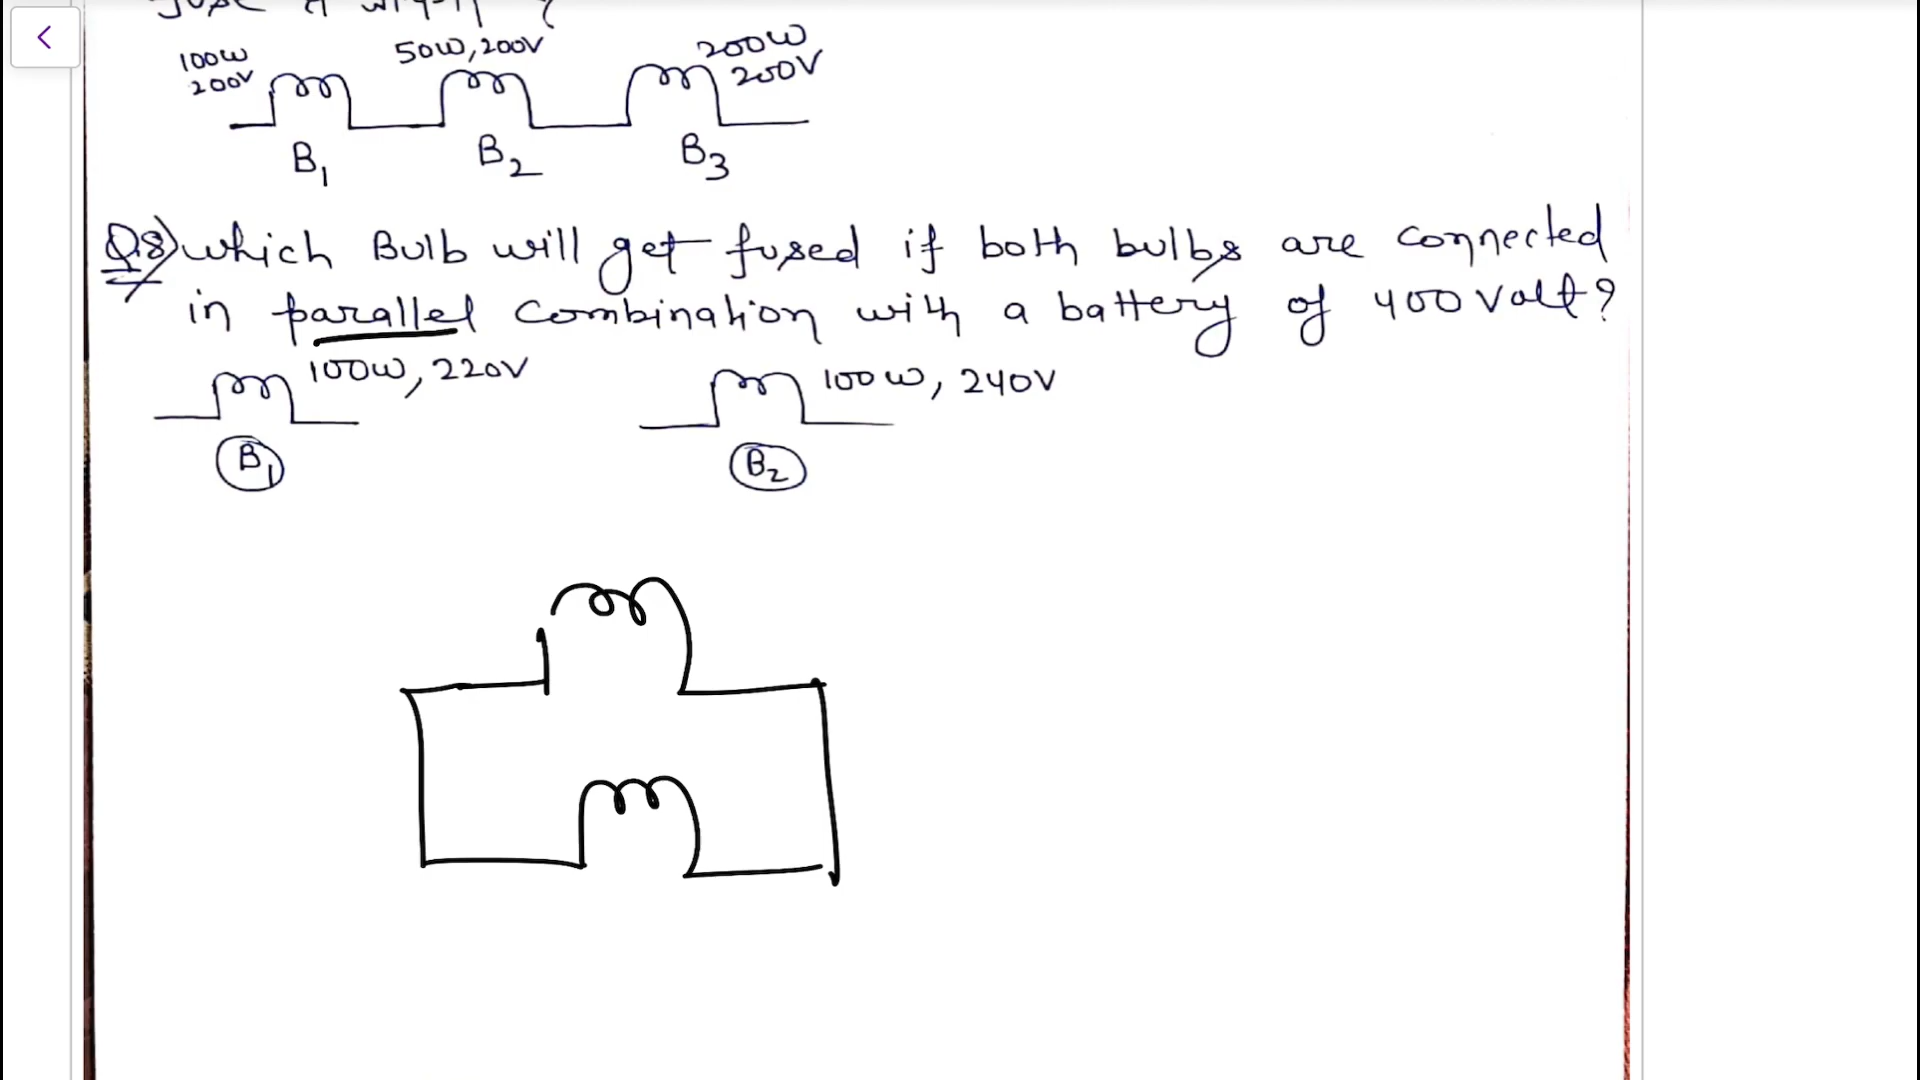 100W 50W,200V 200W
200V 200V
B1 B2 B3
Q.8) which Bulb will get fused if both bulbs are connected
in parallel combination with a battery of 400 Volt?
100W, 220V 100W, 240V
B1 B2